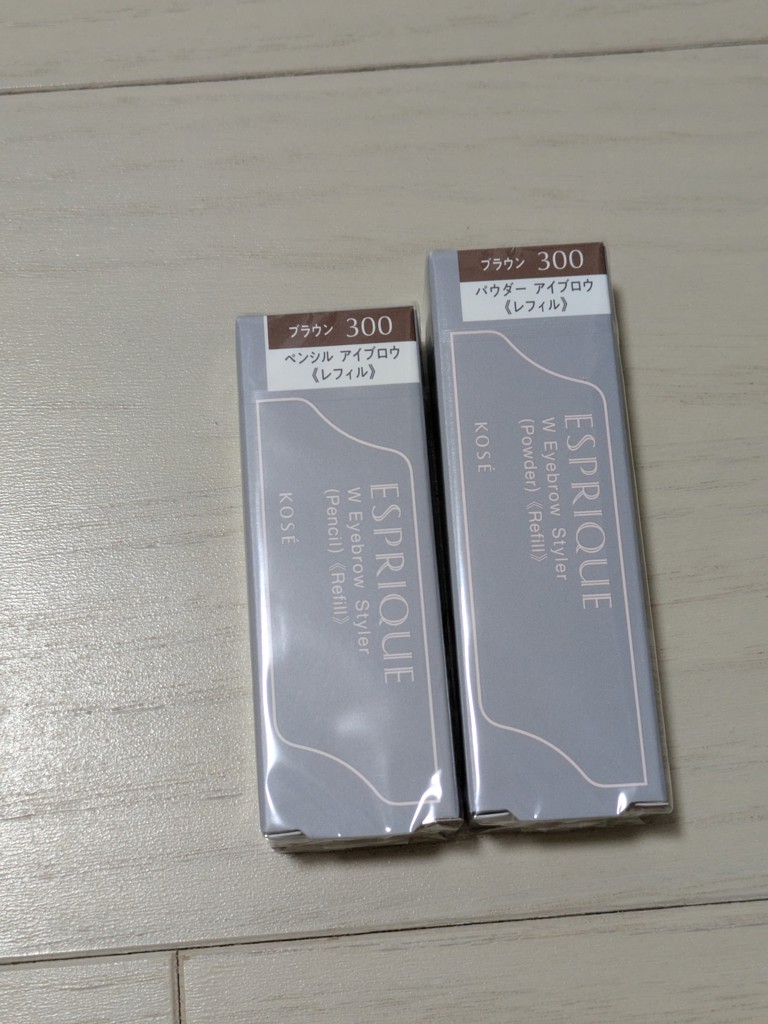 ブラウン 300
ペンシル アイブロウ
《レフィル》
ESPRIQUE
W Eyebrow Styler
(Pencil)《Refill》
KOSÉ
ブラウン 300
パウダー アイブロウ
《レフィル》
ESPRIQUE
W Eyebrow Styler
(Powder)《Refill》
KOSÉ